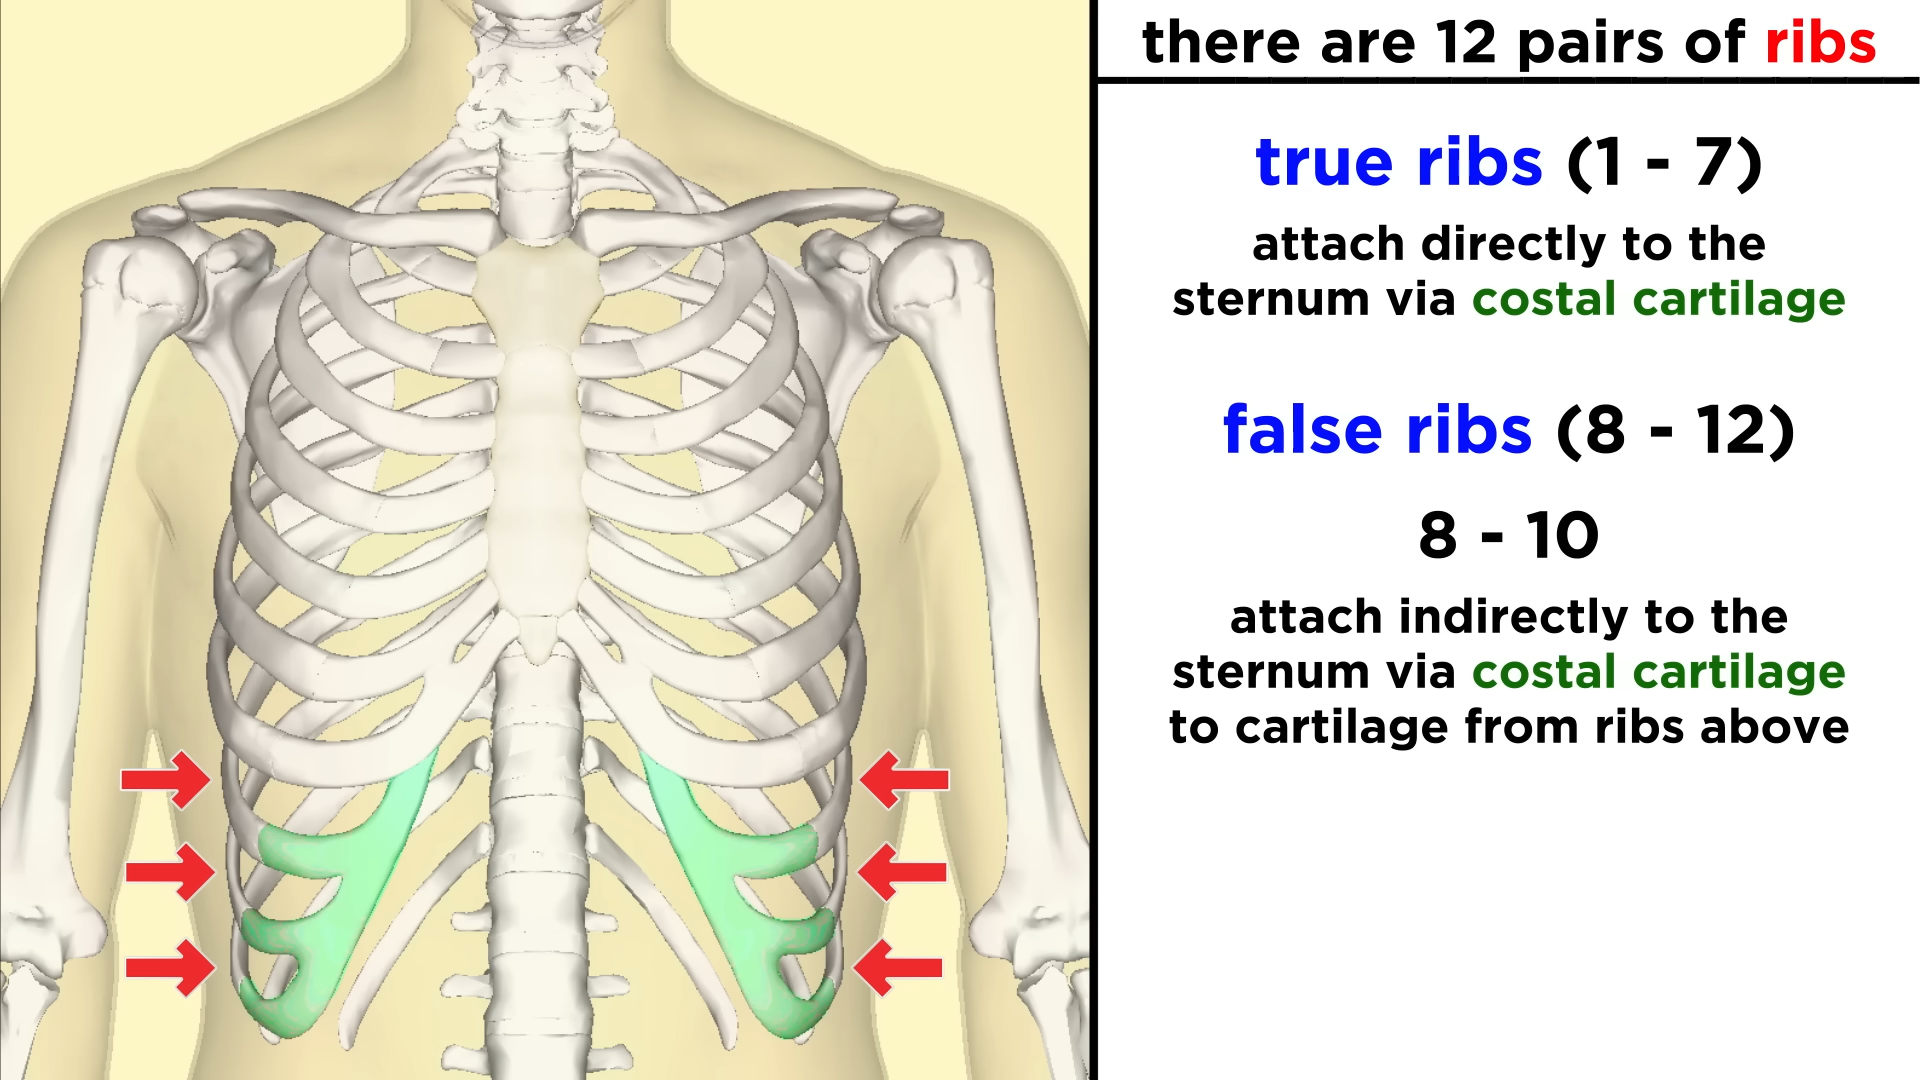 there are 12 pairs of ribs
true ribs (1 - 7)
attach directly to the
sternum via costal cartilage
false ribs (8 - 12)
8 - 10
attach indirectly to the
sternum via costal cartilage
to cartilage from ribs above